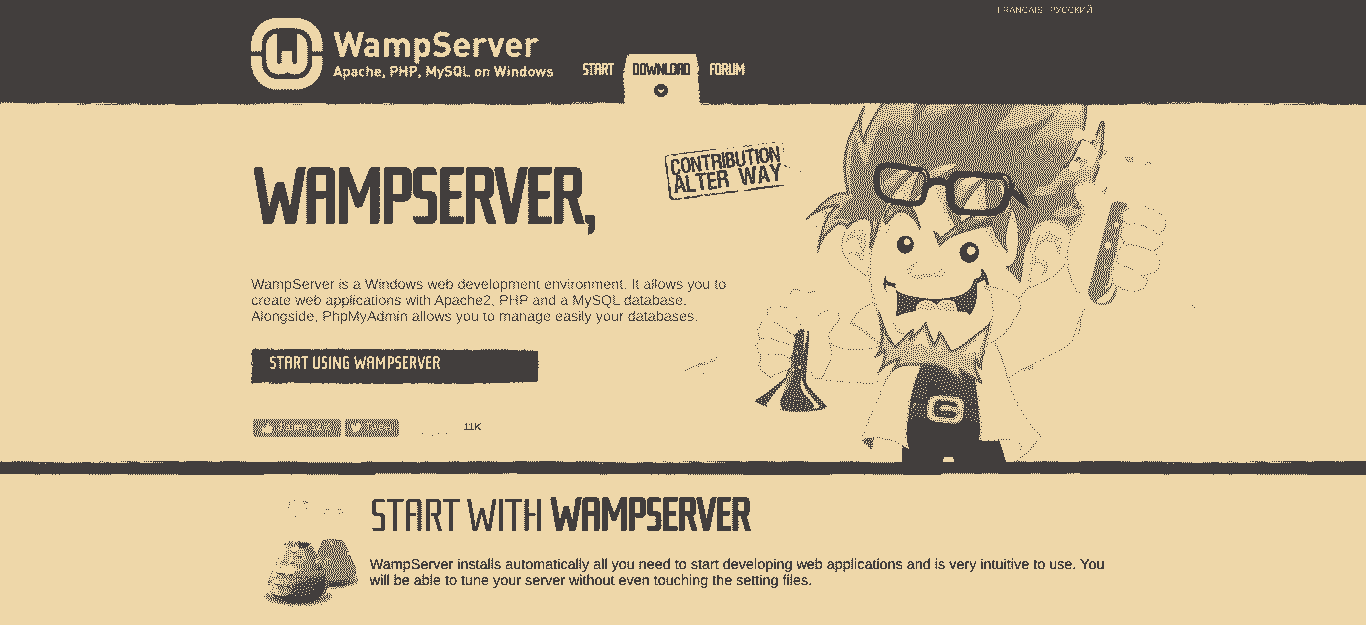 FRANCAIS РУССКИЙ
WampServer
Apache, PHP, MySQL on Windows
START DOWNLOAD FORUM
CONTRIBUTION
ALTER WAY
WAMPSERVER,
WampServer is a Windows web development environment. It allows you to
create web applications with Apache2, PHP and a MySQL database.
Alongside, PhpMyAdmin allows you to manage easily your databases.
START USING WAMPSERVER
11K
START WITH WAMPSERVER
WampServer installs automatically all you need to start developing web applications and is very intuitive to use. You
will be able to tune your server without even touching the setting files.